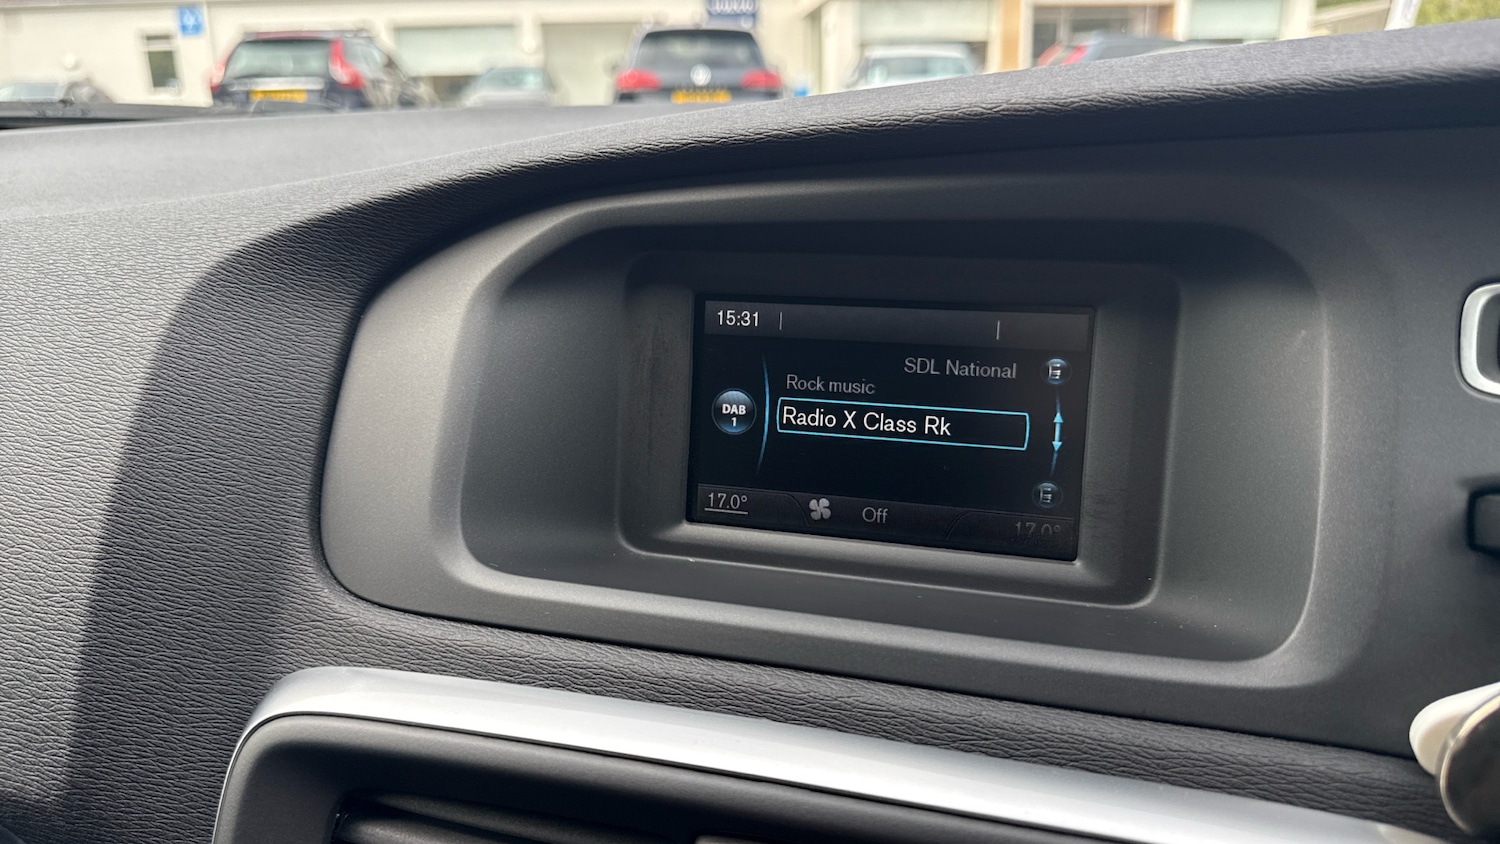 15:31
SDL National
Rock music
DAB
1
Radio X Class Rk
17.0°
Off
17.0°